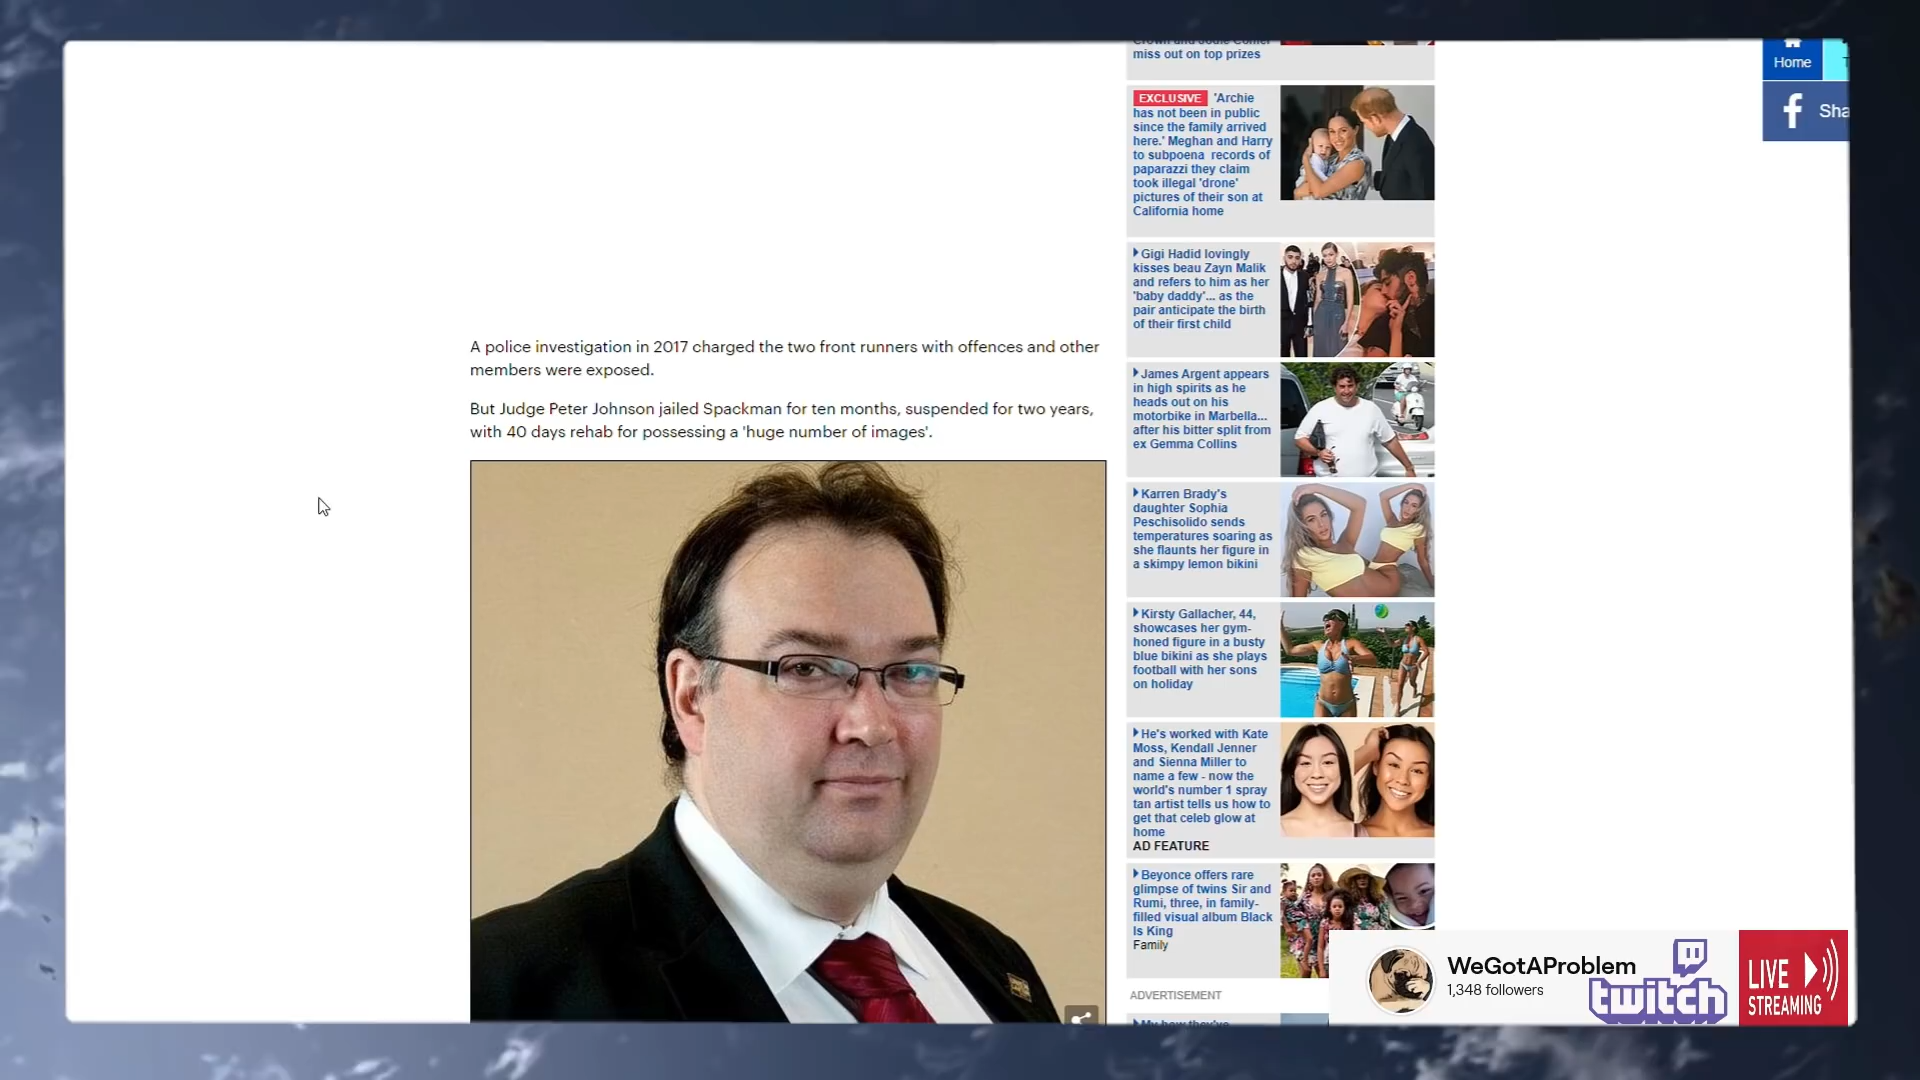 miss out on top prizes
EXCLUSIVE 'Archie
has not been in public
since the family arrived
here.' Meghan and Harry
to subpoena records of
paparazzi they claim
took illegal 'drone'
pictures of their son at
California home
Gigi Hadid lovingly
kisses beau Zayn Malik
and refers to him as her
'baby daddy'... as the
pair anticipate the birth
of their first child
James Argent appears
in high spirits as he
heads out on his
motorbike in Marbella...
after his bitter split from
ex Gemma Collins
Karren Brady's
daughter Sophia
Peschisolido sends
temperatures soaring as
she flaunts her figure in
a skimpy lemon bikini
Kirsty Gallacher, 44,
showcases her gym-
honed figure in a busty
blue bikini as she plays
football with her sons
on holiday
He's worked with Kate
Moss, Kendall Jenner
and Sienna Miller to
name a few - now the
world's number 1 spray
tan artist tells us how to
get that celeb glow at
home
AD FEATURE
Beyonce offers rare
glimpse of twins Sir and
Rumi, three, in family-
filled visual album Black
Is King
Family
ADVERTISEMENT
Home
Sha
A police investigation in 2017 charged the two front runners with offences and other
members were exposed.
But Judge Peter Johnson jailed Spackman for ten months, suspended for two years,
with 40 days rehab for possessing a 'huge number of images'.
WeGotAProblem
1,348 followers
twitch
LIVE
STREAMING